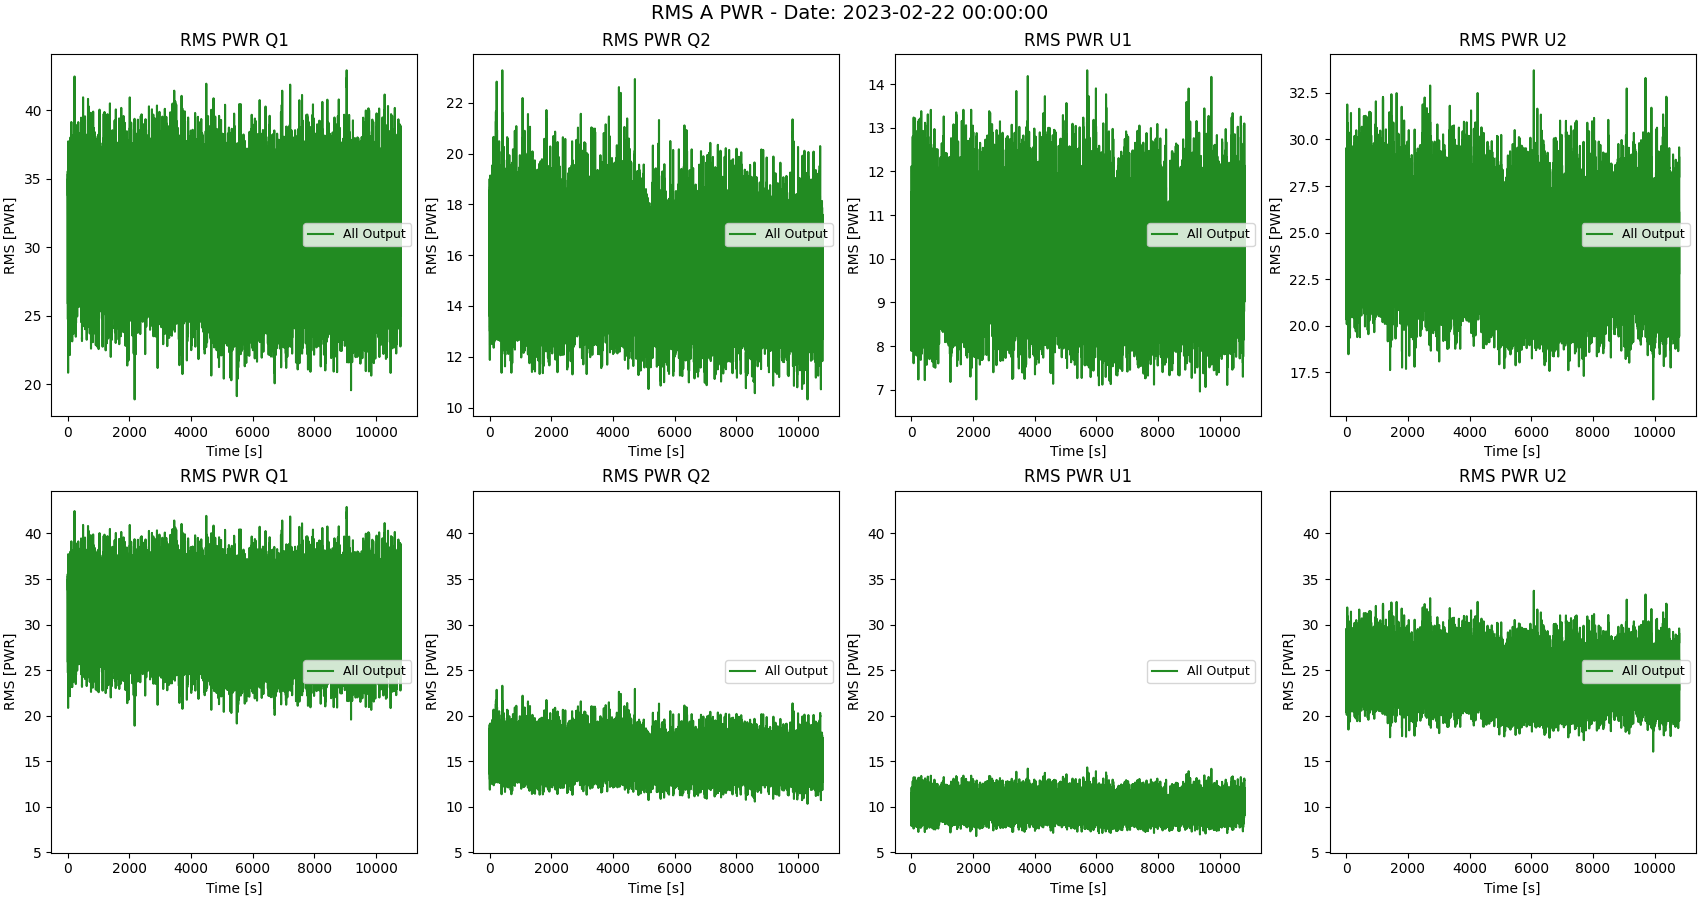 RMS A PWR - Date: 2023-02-22 00:00:00
RMS PWR Q1
RMS [PWR]
40
35
30
25
20
0 2000 4000 6000 8000 10000
Time [s]
All Output
RMS PWR Q2
RMS [PWR]
22
20
18
16
14
12
10
0 2000 4000 6000 8000 10000
Time [s]
All Output
RMS PWR U1
RMS [PWR]
14
13
12
11
10
9
8
7
0 2000 4000 6000 8000 10000
Time [s]
All Output
RMS PWR U2
RMS [PWR]
32.5
30.0
27.5
25.0
22.5
20.0
17.5
0 2000 4000 6000 8000 10000
Time [s]
All Output
RMS PWR Q1
RMS [PWR]
40
35
30
25
20
15
10
5
0 2000 4000 6000 8000 10000
Time [s]
All Output
RMS PWR Q2
RMS [PWR]
40
35
30
25
20
15
10
5
0 2000 4000 6000 8000 10000
Time [s]
All Output
RMS PWR U1
RMS [PWR]
40
35
30
25
20
15
10
5
0 2000 4000 6000 8000 10000
Time [s]
All Output
RMS PWR U2
RMS [PWR]
40
35
30
25
20
15
10
5
0 2000 4000 6000 8000 10000
Time [s]
All Output